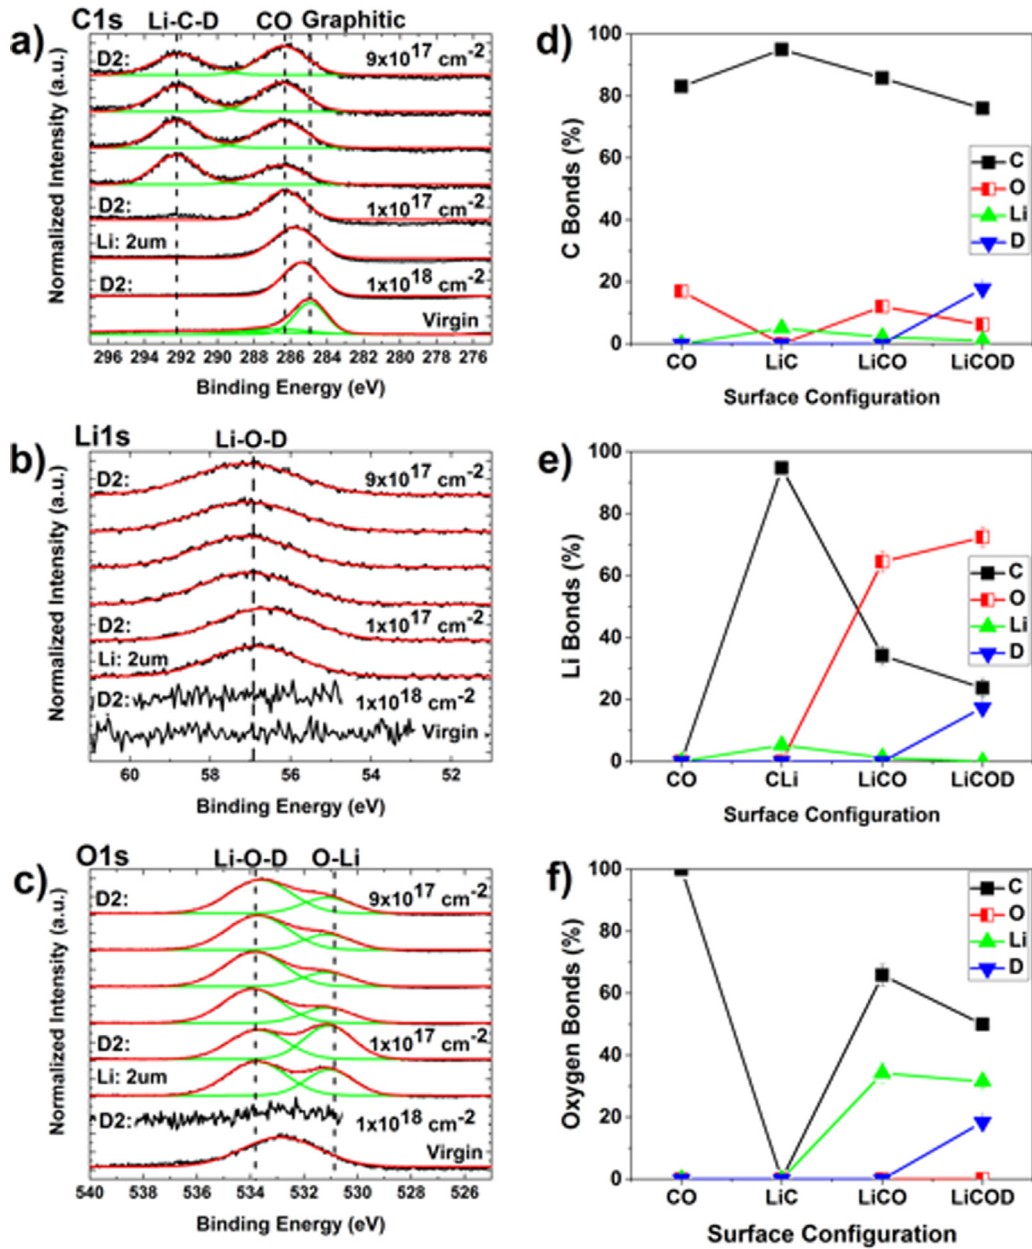 a)
C1s
Li-C-D CO Graphitic
D2: 9x10^17 cm^-2
D2: 1x10^17 cm^-2
Li: 2um
D2: 1x10^18 cm^-2
Virgin
296 294 292 290 288 286 284 282 280 278 276
Binding Energy (eV)
Normalized Intensity (a.u.)
d)
100
80
60
40
20
0
C
O
Li
D
CO LiC LiCO LiCOD
Surface Configuration
C Bonds (%)
b)
Li1s
Li-O-D
D2: 9x10^17 cm^-2
D2: 1x10^17 cm^-2
Li: 2um
D2: 1x10^18 cm^-2
Virgin
60 58 56 54 52
Binding Energy (eV)
Normalized Intensity (a.u.)
e)
100
80
60
40
20
0
C
O
Li
D
CO CLi LiCO LiCOD
Surface Configuration
Li Bonds (%)
c)
O1s
Li-O-D O-Li
D2: 9x10^17 cm^-2
D2: 1x10^17 cm^-2
Li: 2um
D2: 1x10^18 cm^-2
Virgin
540 538 536 534 532 530 528 526
Binding Energy (eV)
Normalized Intensity (a.u.)
f)
100
80
60
40
20
0
C
O
Li
D
CO LiC LiCO LiCOD
Surface Configuration
Oxygen Bonds (%)